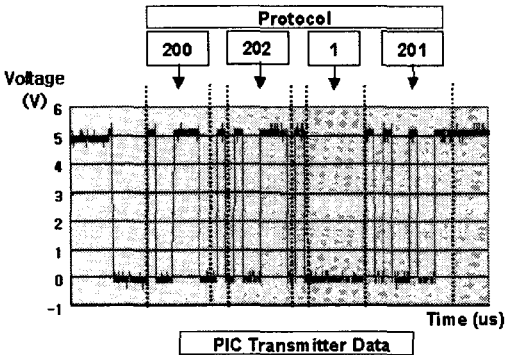 Protocol
200 202 1 201
Voltage
(V)
6
5
4
3
2
1
0
-1
Time (us)
PIC Transmitter Data